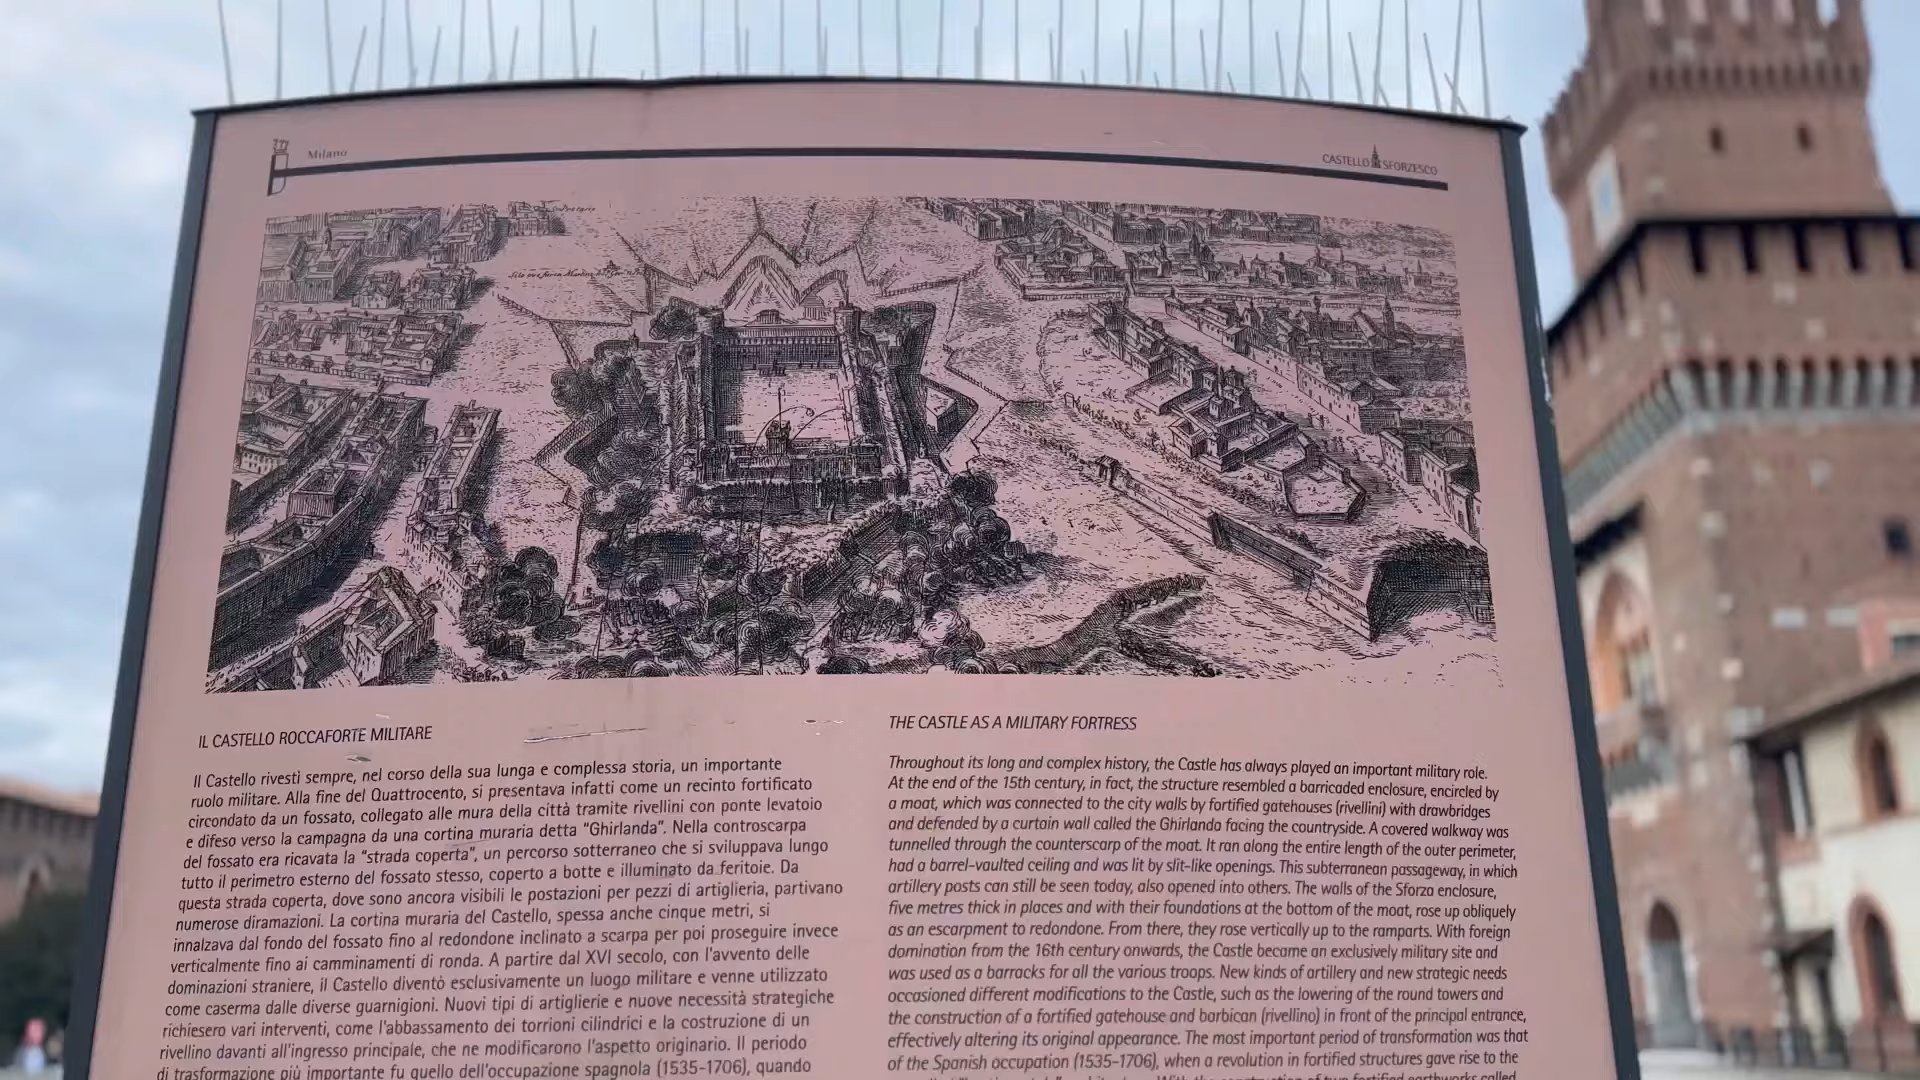 Milano
CASTELLO SFORZESCO
IL CASTELLO ROCCAFORTE MILITARE
Il Castello rivestì sempre, nel corso della sua lunga e complessa storia, un importante
ruolo militare. Alla fine del Quattrocento, si presentava infatti come un recinto fortificato
circondato da un fossato, collegato alle mura della città tramite rivellini con ponte levatoio
e difeso verso la campagna da una cortina muraria detta "Ghirlanda". Nella controscarpa
del fossato era ricavata la "strada coperta", un percorso sotterraneo che si sviluppava lungo
tutto il perimetro esterno del fossato stesso, coperto a botte e illuminato da feritoie. Da
questa strada coperta, dove sono ancora visibili le postazioni per pezzi di artiglieria, partivano
numerose diramazioni. La cortina muraria del Castello, spessa anche cinque metri, si
innalzava dal fondo del fossato fino al redondone inclinato a scarpa per poi proseguire invece
verticalmente fino ai camminamenti di ronda. A partire dal XVI secolo, con l'avvento delle
dominazioni straniere, il Castello diventò esclusivamente un luogo militare e venne utilizzato
come caserma dalle diverse guarnigioni. Nuovi tipi di artiglierie e nuove necessità strategiche
richiesero vari interventi, come l'abbassamento dei torrioni cilindrici e la costruzione di un
rivellino davanti all'ingresso principale, che ne modificarono l'aspetto originario. Il periodo
di trasformazione più importante fu quello dell'occupazione spagnola (1535-1706), quando
THE CASTLE AS A MILITARY FORTRESS
Throughout its long and complex history, the Castle has always played an important military role.
At the end of the 15th century, in fact, the structure resembled a barricaded enclosure, encircled by
a moat, which was connected to the city walls by fortified gatehouses (rivellini) with drawbridges
and defended by a curtain wall called the Ghirlanda facing the countryside. A covered walkway was
tunnelled through the counterscarp of the moat. It ran along the entire length of the outer perimeter,
had a barrel-vaulted ceiling and was lit by slit-like openings. This subterranean passageway, in which
artillery posts can still be seen today, also opened into others. The walls of the Sforza enclosure,
five metres thick in places and with their foundations at the bottom of the moat, rose up obliquely
as an escarpment to redondone. From there, they rose vertically up to the ramparts. With foreign
domination from the 16th century onwards, the Castle became an exclusively military site and
was used as a barracks for all the various troops. New kinds of artillery and new strategic needs
occasioned different modifications to the Castle, such as the lowering of the round towers and
the construction of a fortified gatehouse and barbican (rivellino) in front of the principal entrance,
effectively altering its original appearance. The most important period of transformation was that
of the Spanish occupation (1535-1706), when a revolution in fortified structures gave rise to the